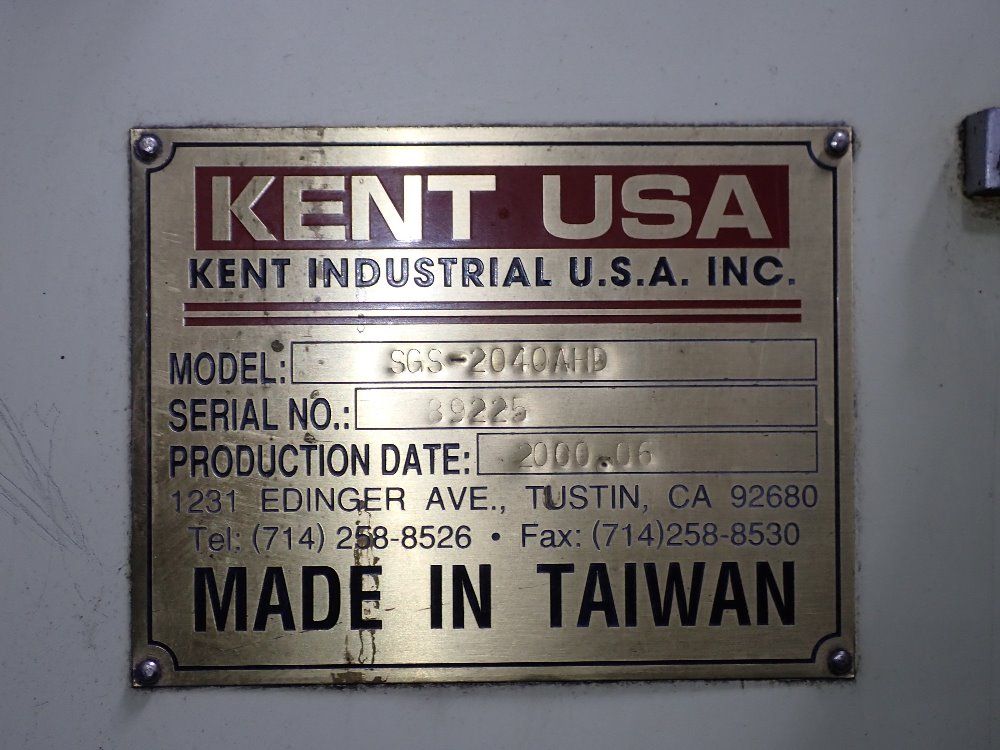 KENT USA
KENT INDUSTRIAL U.S.A. INC.
MODEL: SGS-2040AHD
SERIAL NO.: 89225
PRODUCTION DATE: 2000.06
1231 EDINGER AVE., TUSTIN, CA 92680
Tel: (714) 258-8526 • Fax: (714)258-8530
MADE IN TAIWAN